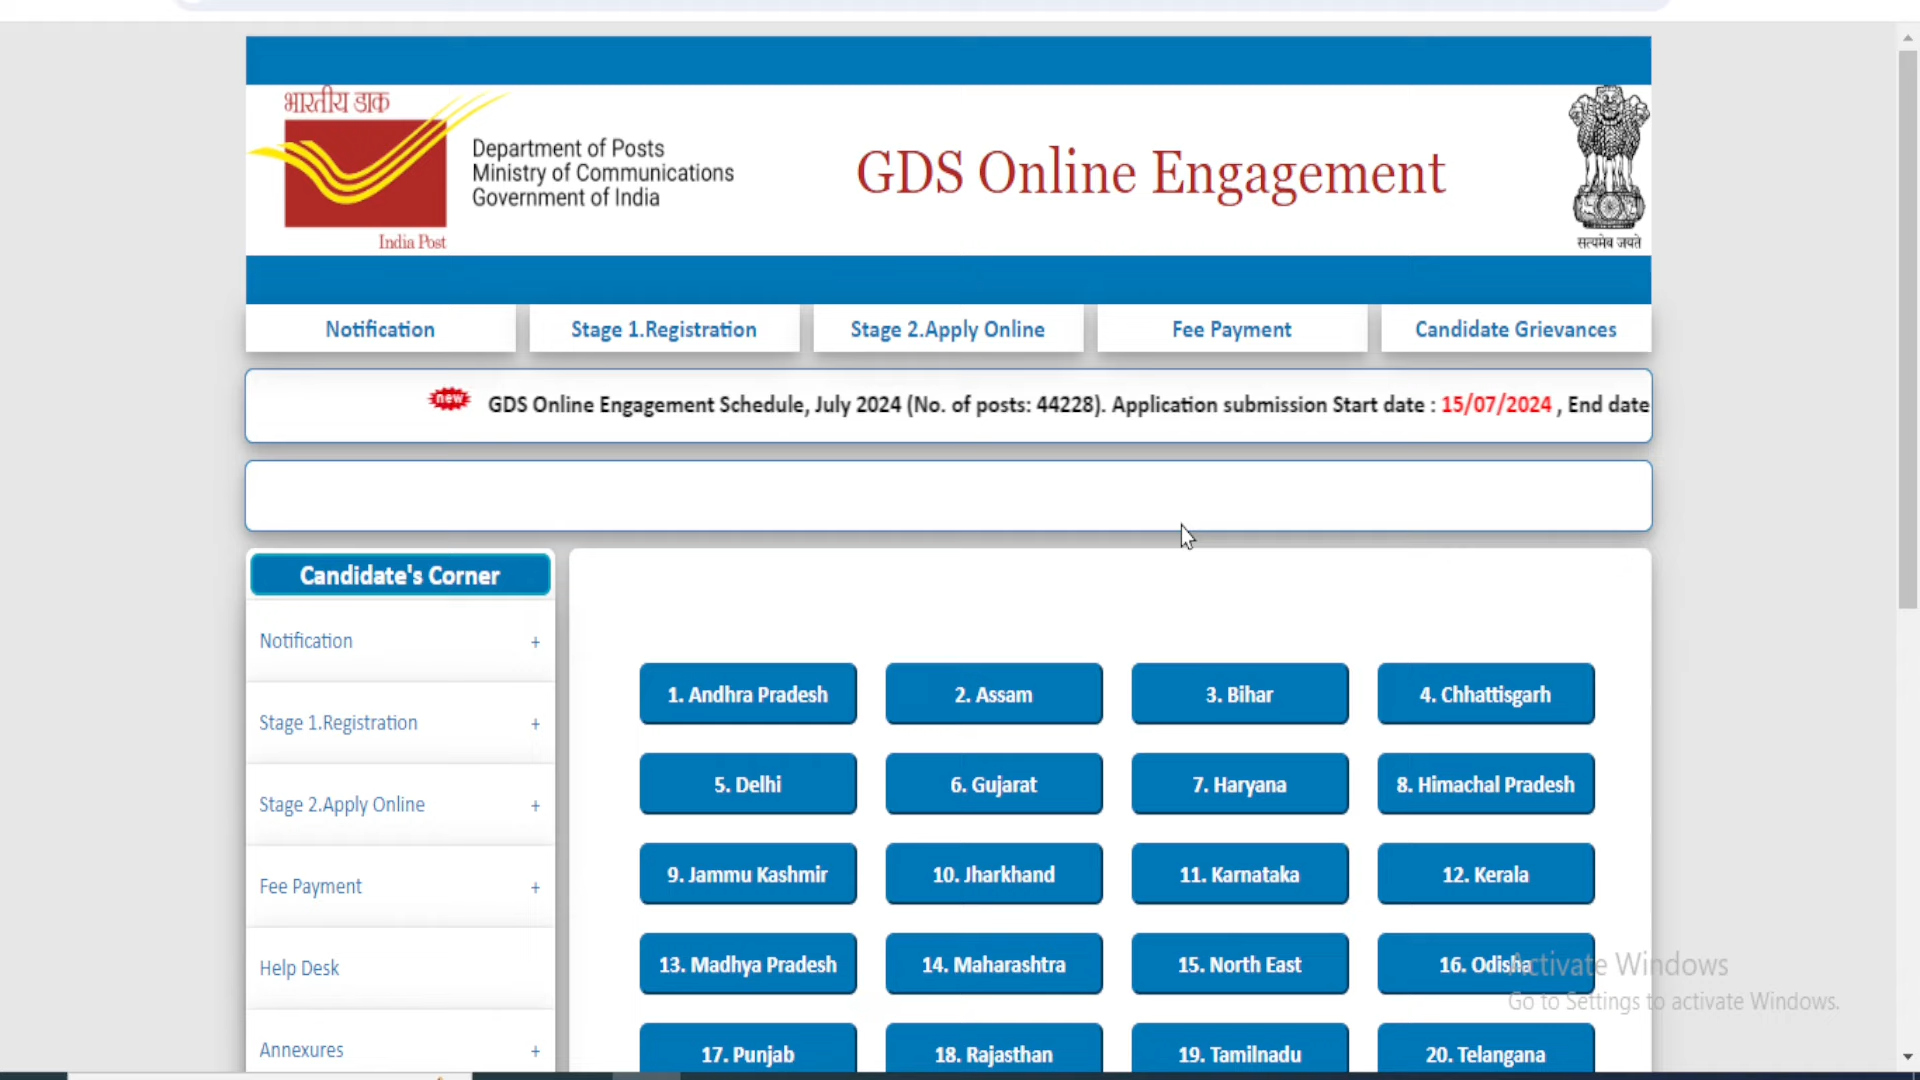 भारतीय डाक
India Post
Department of Posts
Ministry of Communications
Government of India
GDS Online Engagement
सत्यमेव जयते
Notification
Stage 1.Registration
Stage 2.Apply Online
Fee Payment
Candidate Grievances
new GDS Online Engagement Schedule, July 2024 (No. of posts: 44228). Application submission Start date : 15/07/2024 , End date
Candidate's Corner
Notification +
Stage 1.Registration +
Stage 2.Apply Online +
Fee Payment +
Help Desk
Annexures +
1. Andhra Pradesh
2. Assam
3. Bihar
4. Chhattisgarh
5. Delhi
6. Gujarat
7. Haryana
8. Himachal Pradesh
9. Jammu Kashmir
10. Jharkhand
11. Karnataka
12. Kerala
13. Madhya Pradesh
14. Maharashtra
15. North East
16. Odisha
17. Punjab
18. Rajasthan
19. Tamilnadu
20. Telangana
Activate Windows
Go to Settings to activate Windows.